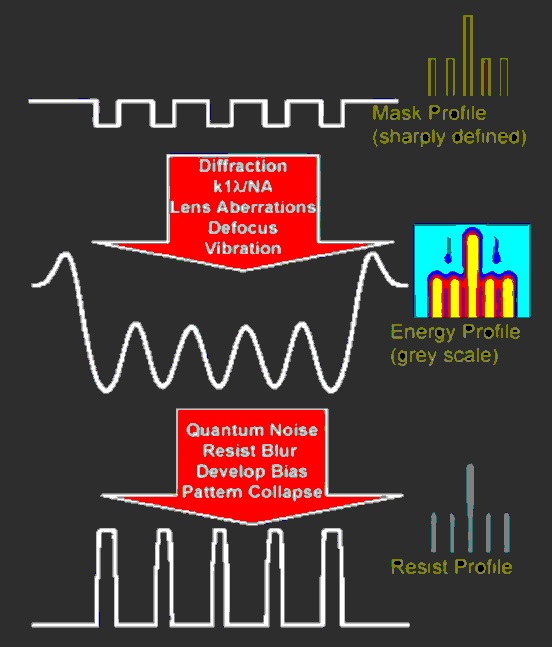 Mask Profile
(sharply defined)
Diffraction
k1λ/NA
Lens Aberrations
Defocus
Vibration
Energy Profile
(grey scale)
Quantum Noise
Resist Blur
Develop Bias
Pattern Collapse
Resist Profile